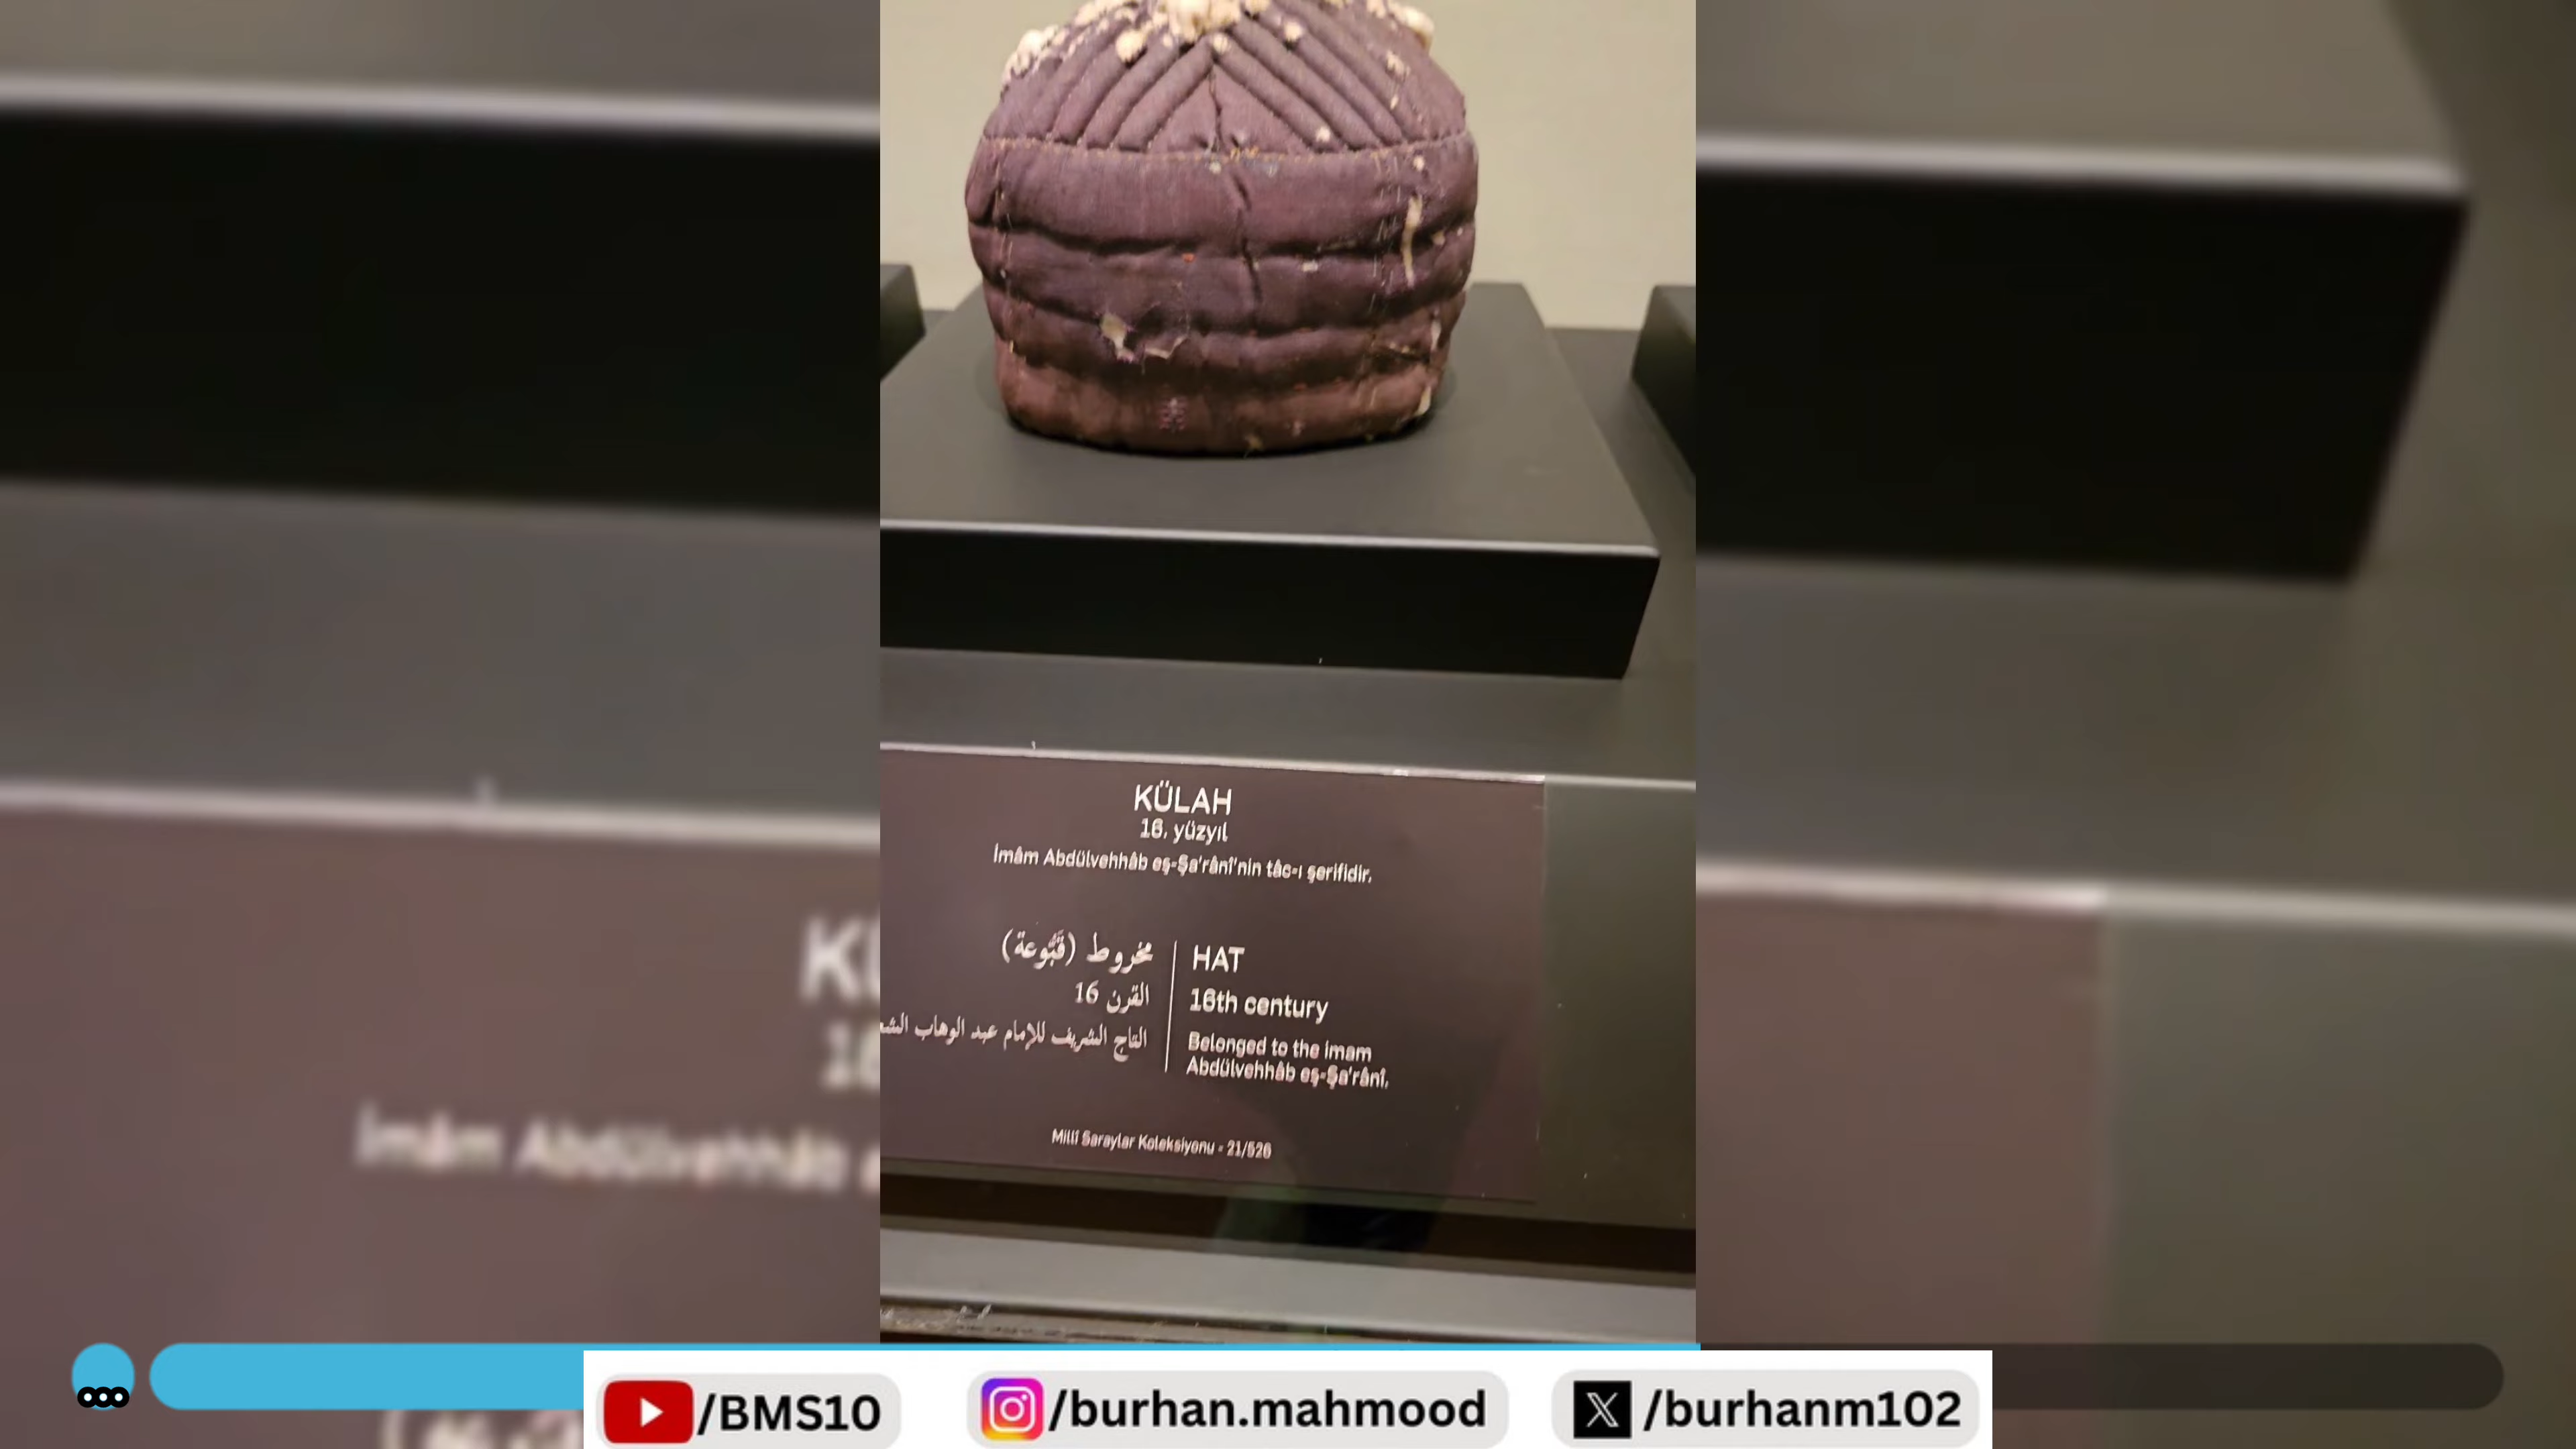 KÜLAH
16. yüzyıl
İmâm Abdülvehhâb eş-Şa'rânî'nin tâc-ı şerifidir.
مخروط (قَبُّوعة)
القرن 16
التاج الشريف للإمام عبد الوهاب
HAT
16th century
Belonged to the imam
Abdülvehhâb eş-Şa'rânî.
Millî Saraylar Koleksiyonu - 21/526
/BMS10
/burhan.mahmood
/burhanm102